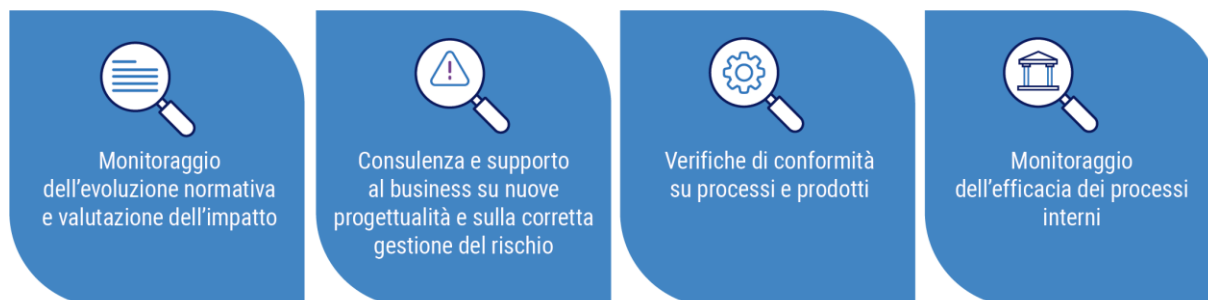 Monitoraggio
dell’evoluzione normativa
e valutazione dell’impatto
Consulenza e supporto
al business su nuove
progettualità e sulla corretta
gestione del rischio
Verifiche di conformità
su processi e prodotti
Monitoraggio
dell’efficacia dei processi
interni